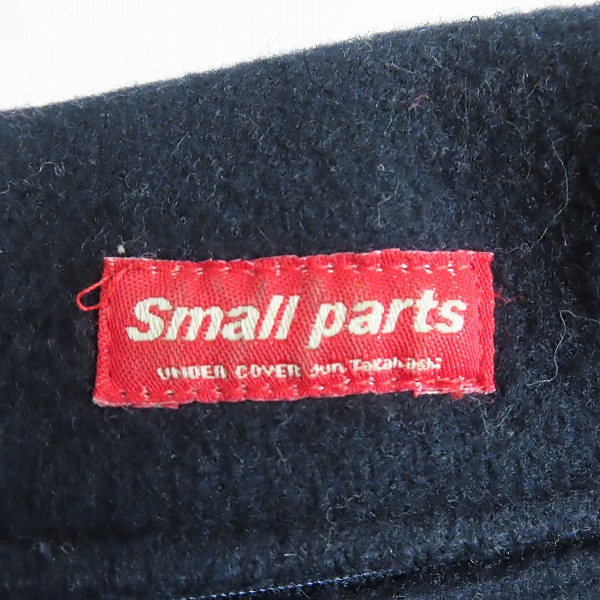 Small parts
UNDER COVER Jun Takahashi